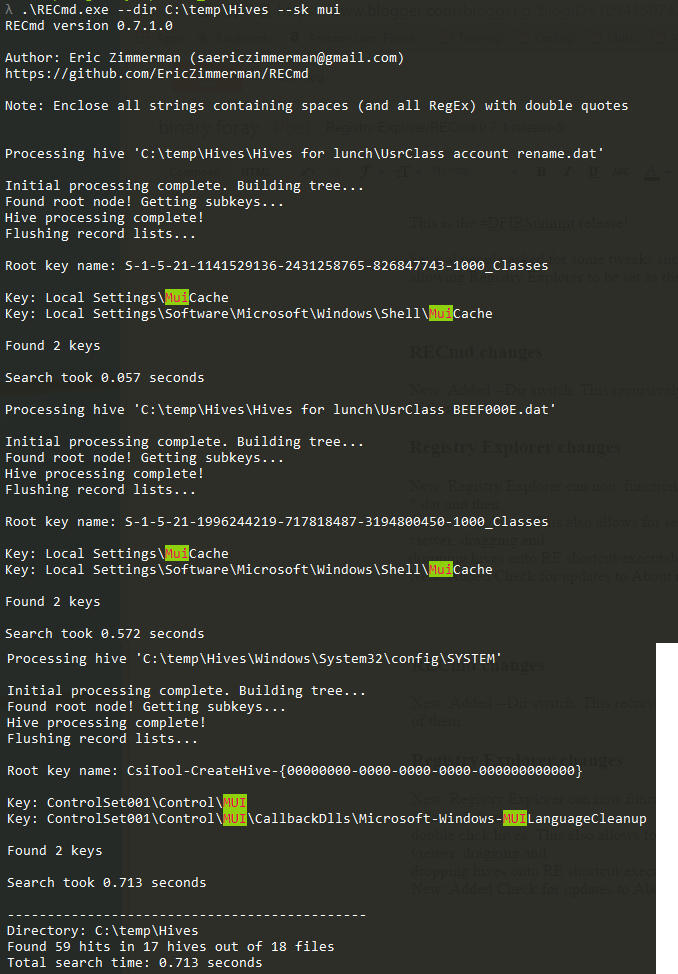 λ .\RECmd.exe --dir C:\temp\Hives --sk mui
RECmd version 0.7.1.0
Author: Eric Zimmerman (saericzimmerman@gmail.com)
https://github.com/EricZimmerman/RECmd
Note: Enclose all strings containing spaces (and all RegEx) with double quotes
Processing hive 'C:\temp\Hives\Hives for lunch\UsrClass account rename.dat'
Initial processing complete. Building tree...
Found root node! Getting subkeys...
Hive processing complete!
Flushing record lists...
Root key name: S-1-5-21-1141529136-2431258765-826847743-1000_Classes
Key: Local Settings\MuiCache
Key: Local Settings\Software\Microsoft\Windows\Shell\MuiCache
Found 2 keys
Search took 0.057 seconds
Processing hive 'C:\temp\Hives\Hives for lunch\UsrClass BEEF000E.dat'
Initial processing complete. Building tree...
Found root node! Getting subkeys...
Hive processing complete!
Flushing record lists...
Root key name: S-1-5-21-1996244219-717818487-3194800450-1000_Classes
Key: Local Settings\MuiCache
Key: Local Settings\Software\Microsoft\Windows\Shell\MuiCache
Found 2 keys
Search took 0.572 seconds
Processing hive 'C:\temp\Hives\Windows\System32\config\SYSTEM'
Initial processing complete. Building tree...
Found root node! Getting subkeys...
Hive processing complete!
Flushing record lists...
Root key name: CsiTool-CreateHive-{00000000-0000-0000-0000-000000000000}
Key: ControlSet001\Control\MUI
Key: ControlSet001\Control\MUI\CallbackDlls\Microsoft-Windows-MUILanguageCleanup
Found 2 keys
Search took 0.713 seconds
---------------------------------------------
Directory: C:\temp\Hives
Found 59 hits in 17 hives out of 18 files
Total search time: 0.713 seconds